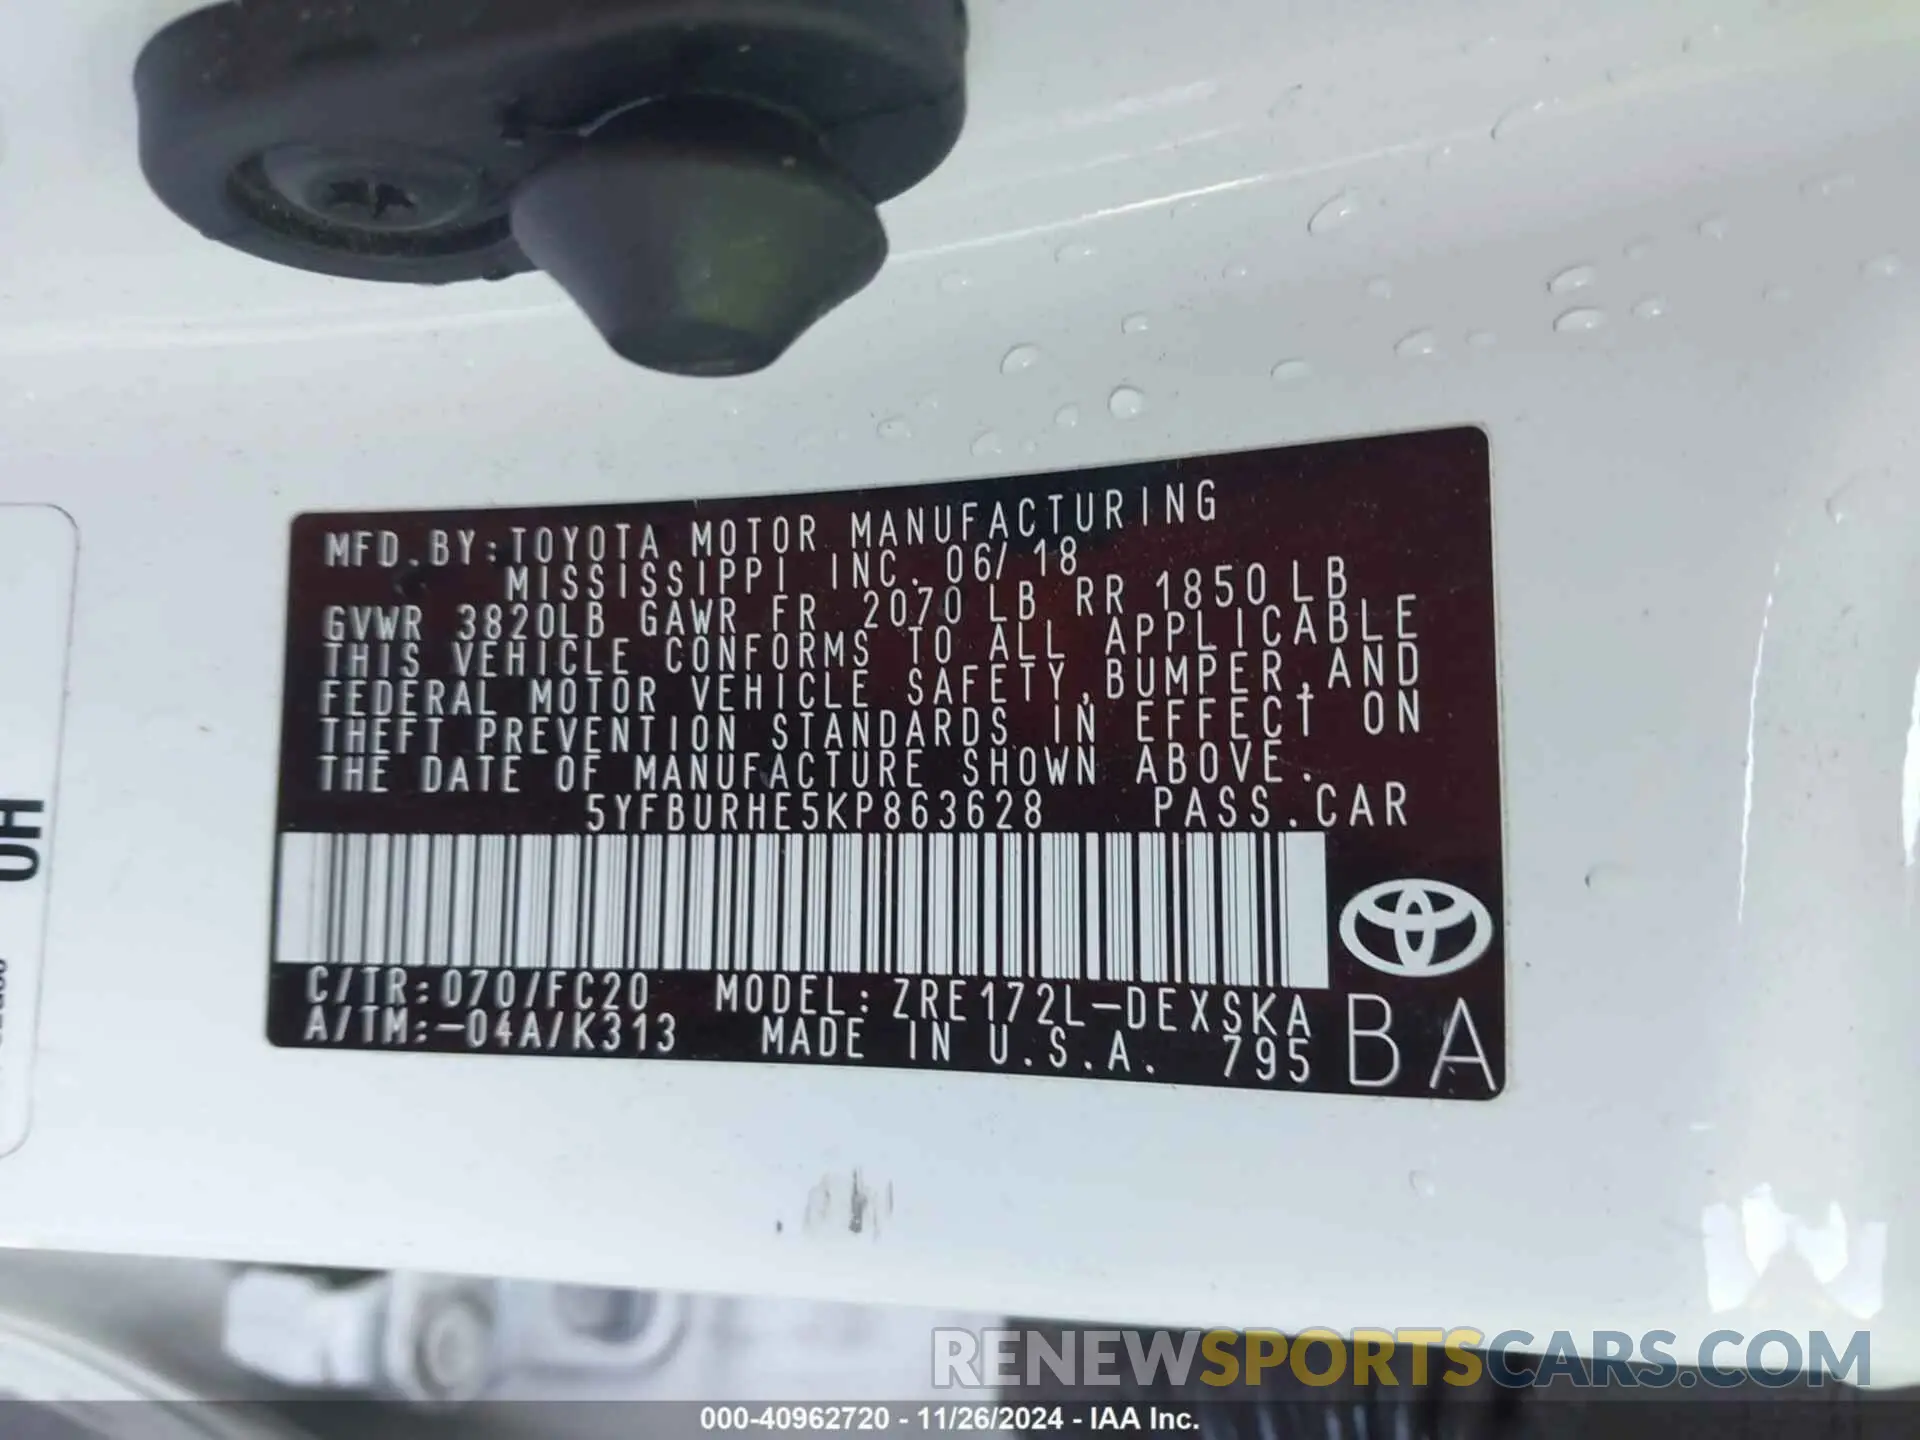 MFD.BY:TOYOTA MOTOR MANUFACTURING
MISSISSIPPI INC. 06/18
GVWR 3820LB GAWR FR 2070 LB RR 1850 LB
THIS VEHICLE CONFORMS TO ALL APPLICABLE
FEDERAL MOTOR VEHICLE SAFETY,BUMPER,AND
THEFT PREVENTION STANDARDS IN EFFECT ON
THE DATE OF MANUFACTURE SHOWN ABOVE.
5YFBURHE5KP863628 PASS.CAR
C/TR:070/FC20 MODEL:ZRE172L-DEXSKA
A/TM:-04A/K313 MADE IN U.S.A. 795
BA
HU
RENEWSPORTSCARS.COM
000-40962720 - 11/26/2024 - IAA Inc.